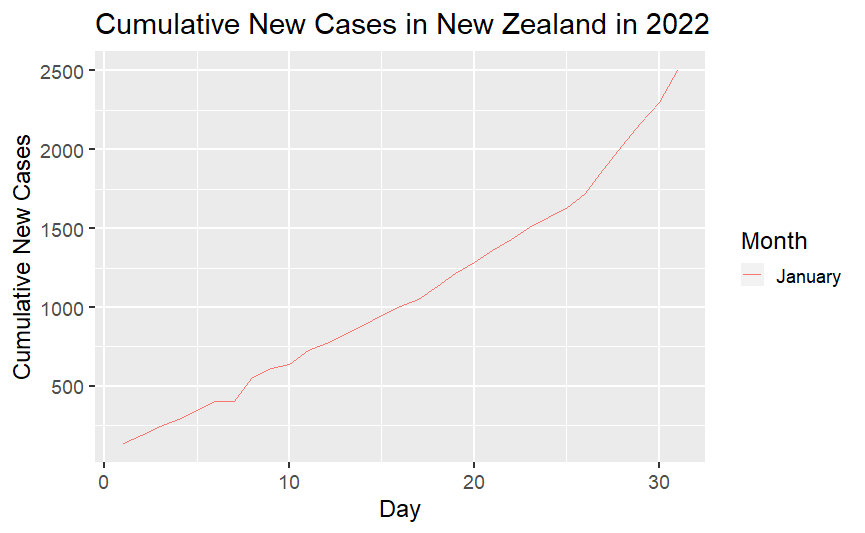 Cumulative New Cases in New Zealand in 2022
Cumulative New Cases
2500
2000
1500
1000
500
0
10
20
30
Day
Month
January